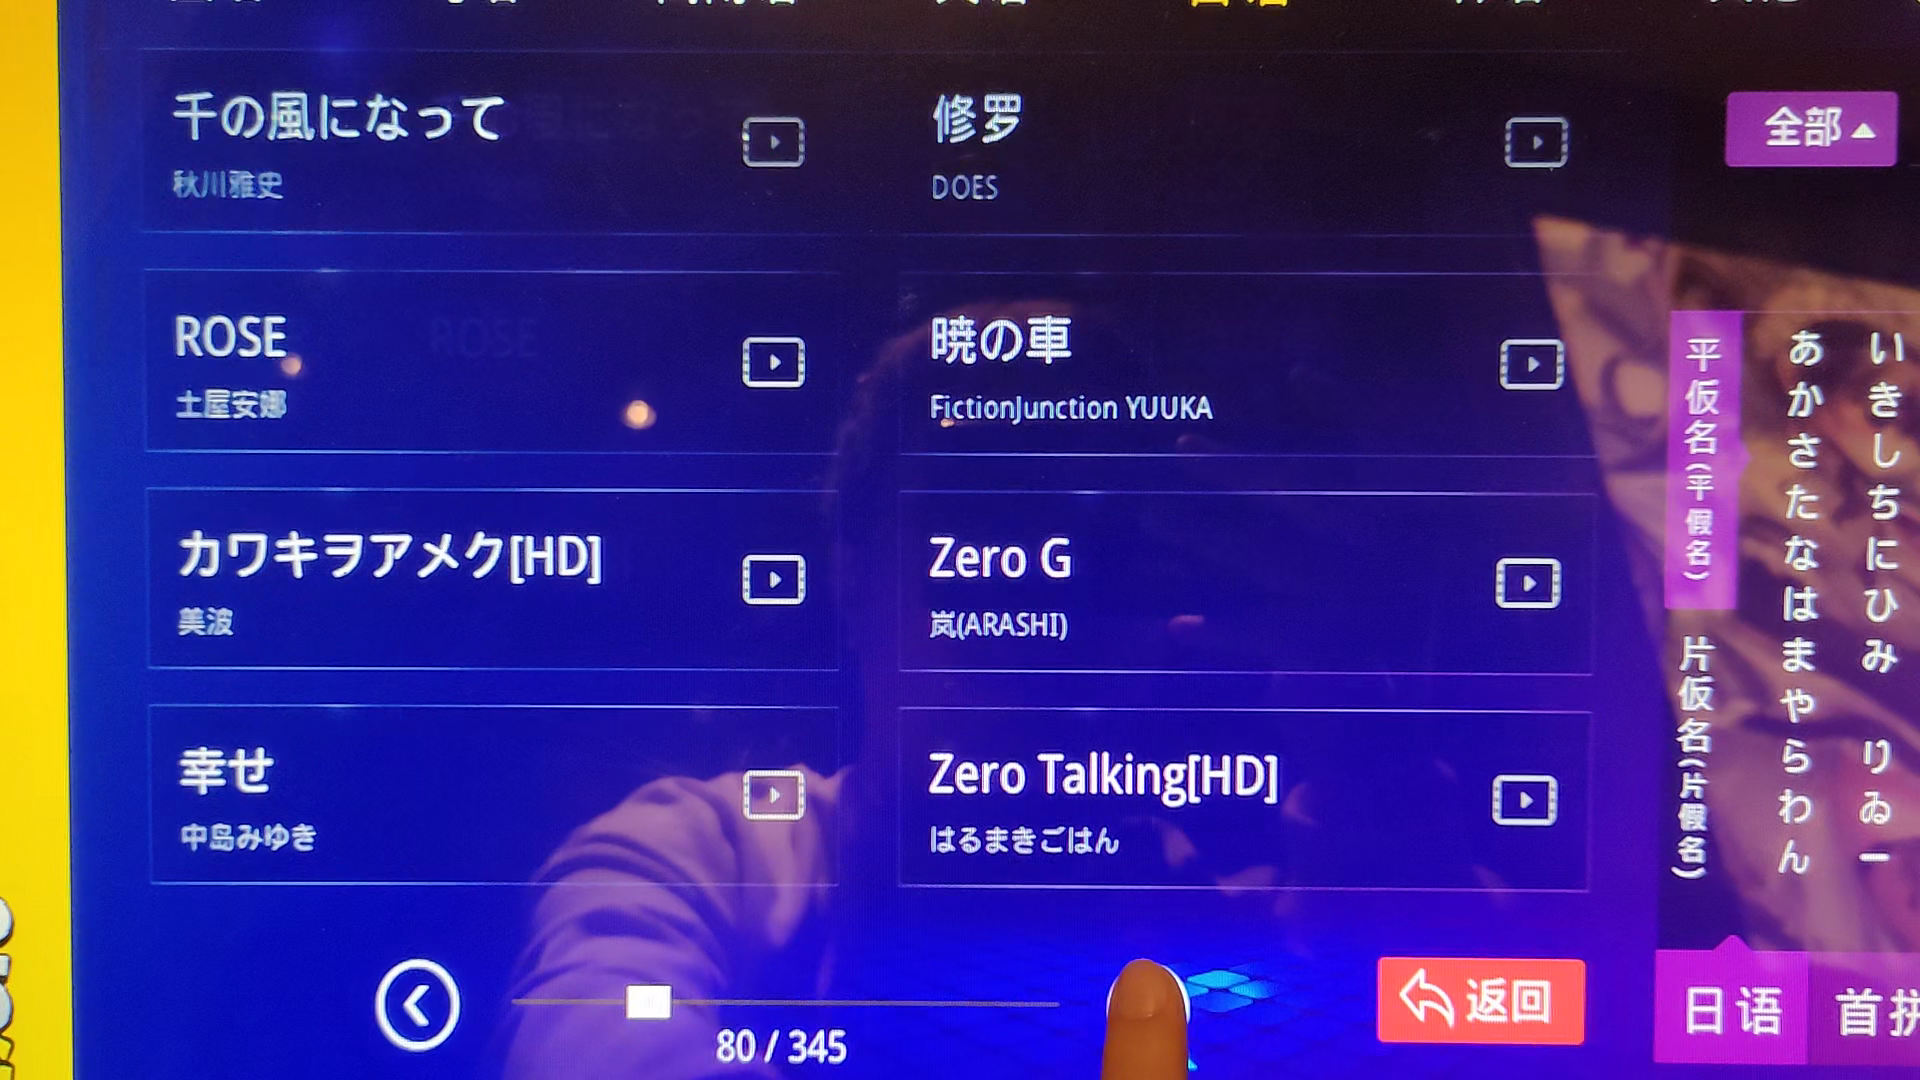 日语
千の風になって
秋川雅史
修罗
DOES
全部
ROSE
土屋安娜
暁の車
FictionJunction YUUKA
カワキヲアメク[HD]
美波
Zero G
岚(ARASHI)
幸せ
中岛みゆき
Zero Talking[HD]
はるまきごはん
平仮名(平假名)
片仮名(片假名)
あかさたなはまやらわん
いきしちにひみ りゐー
80 / 345
返回
日语
首拼